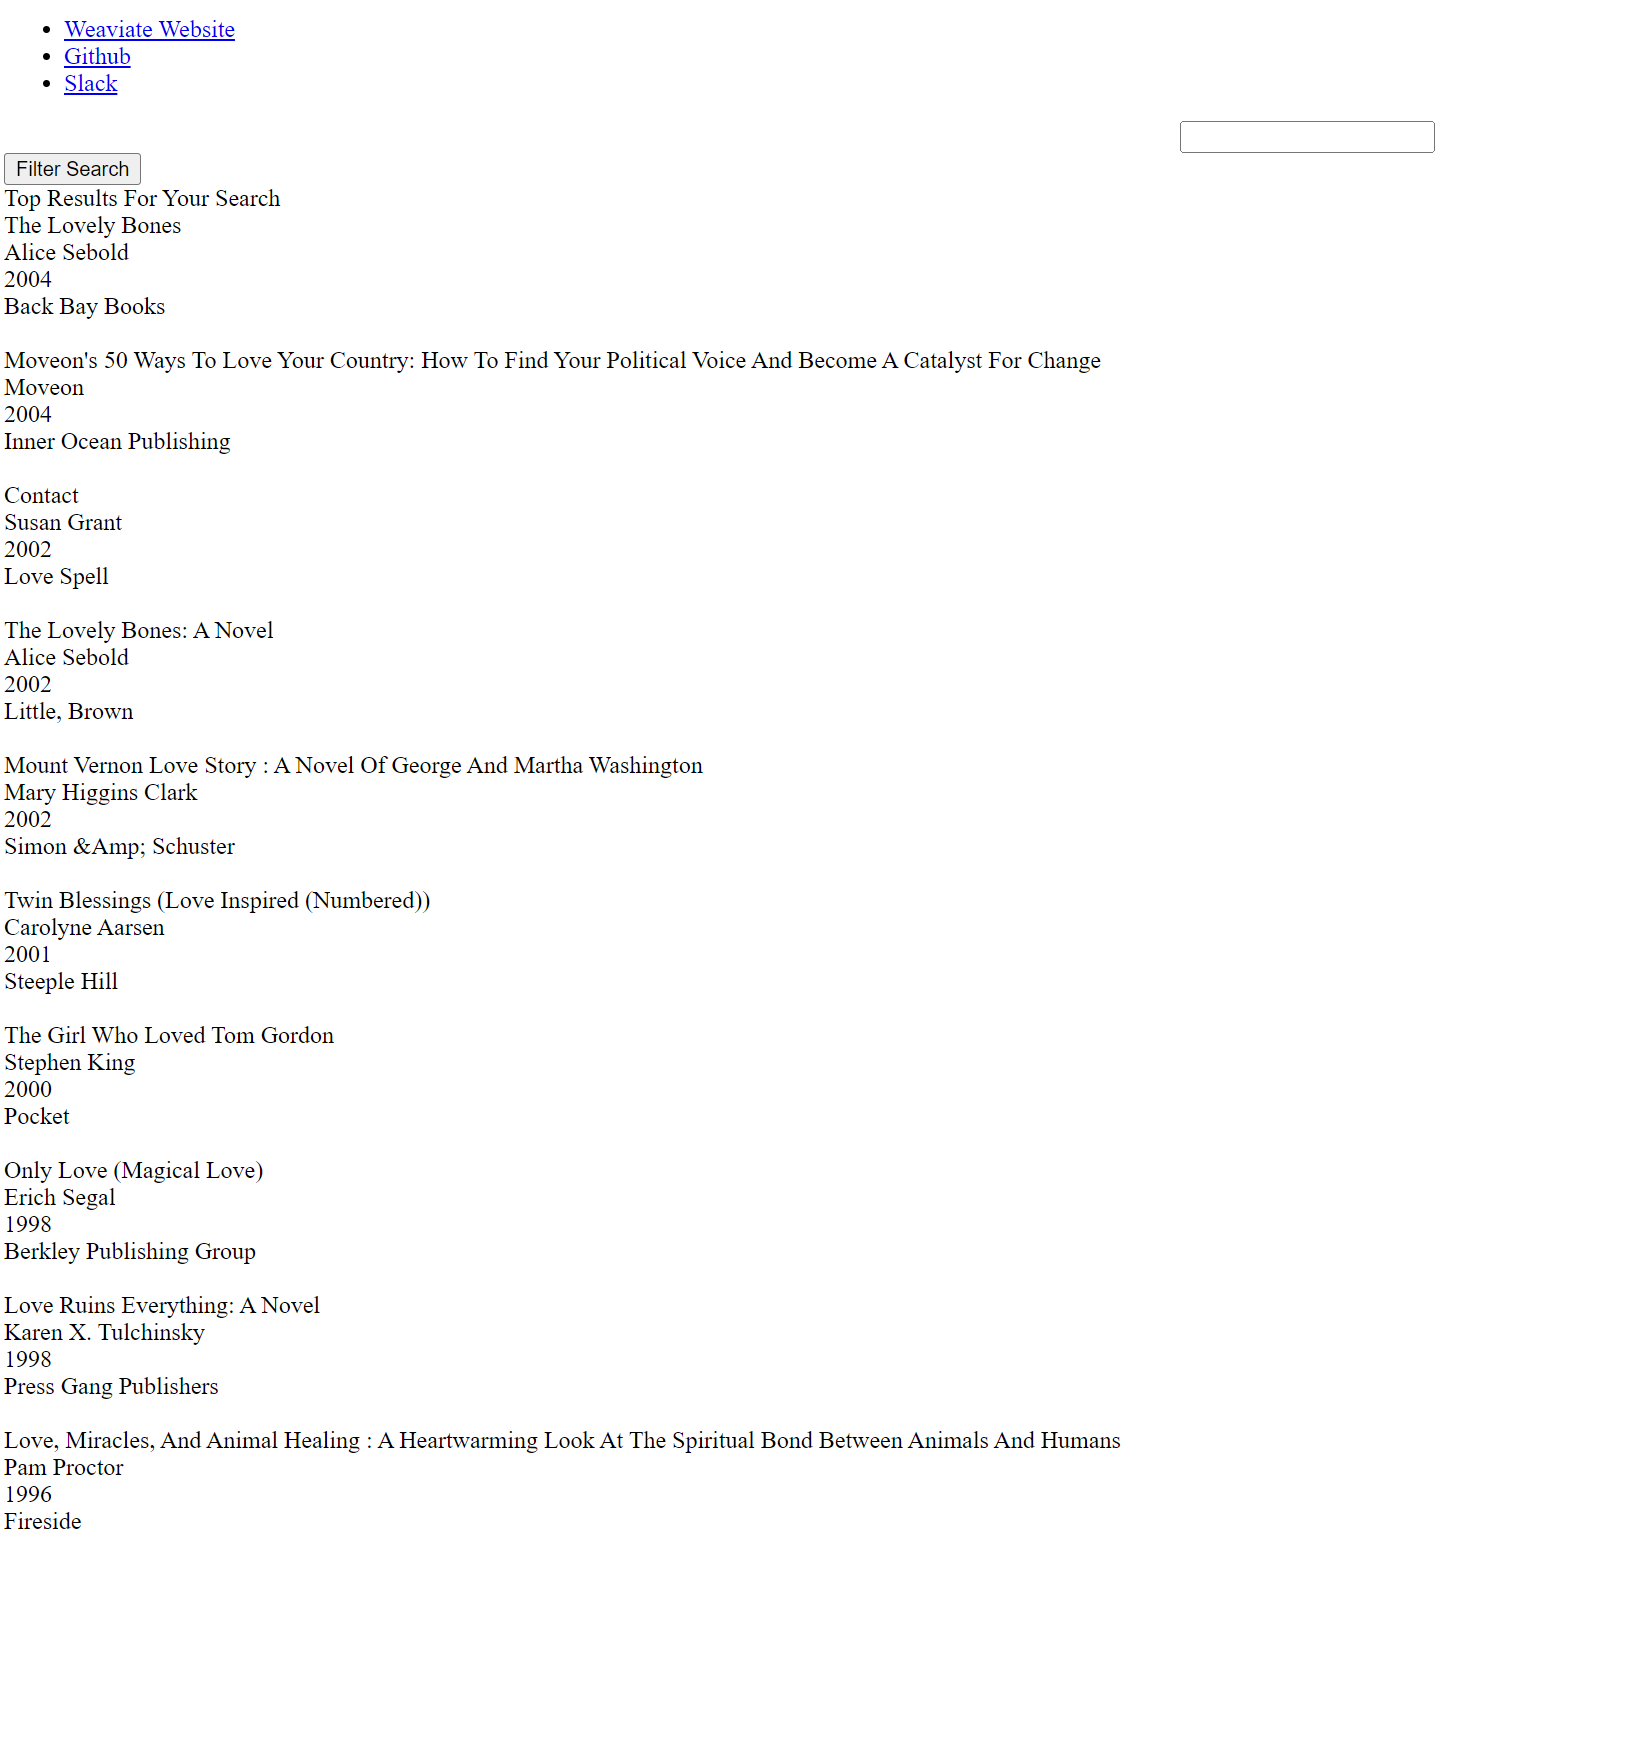 Weaviate Website
Github
Slack
Filter Search
Top Results For Your Search
The Lovely Bones
Alice Sebold
2004
Back Bay Books
Moveon's 50 Ways To Love Your Country: How To Find Your Political Voice And Become A Catalyst For Change
Moveon
2004
Inner Ocean Publishing
Contact
Susan Grant
2002
Love Spell
The Lovely Bones: A Novel
Alice Sebold
2002
Little, Brown
Mount Vernon Love Story : A Novel Of George And Martha Washington
Mary Higgins Clark
2002
Simon &Amp; Schuster
Twin Blessings (Love Inspired (Numbered))
Carolyne Aarsen
2001
Steeple Hill
The Girl Who Loved Tom Gordon
Stephen King
2000
Pocket
Only Love (Magical Love)
Erich Segal
1998
Berkley Publishing Group
Love Ruins Everything: A Novel
Karen X. Tulchinsky
1998
Press Gang Publishers
Love, Miracles, And Animal Healing : A Heartwarming Look At The Spiritual Bond Between Animals And Humans
Pam Proctor
1996
Fireside